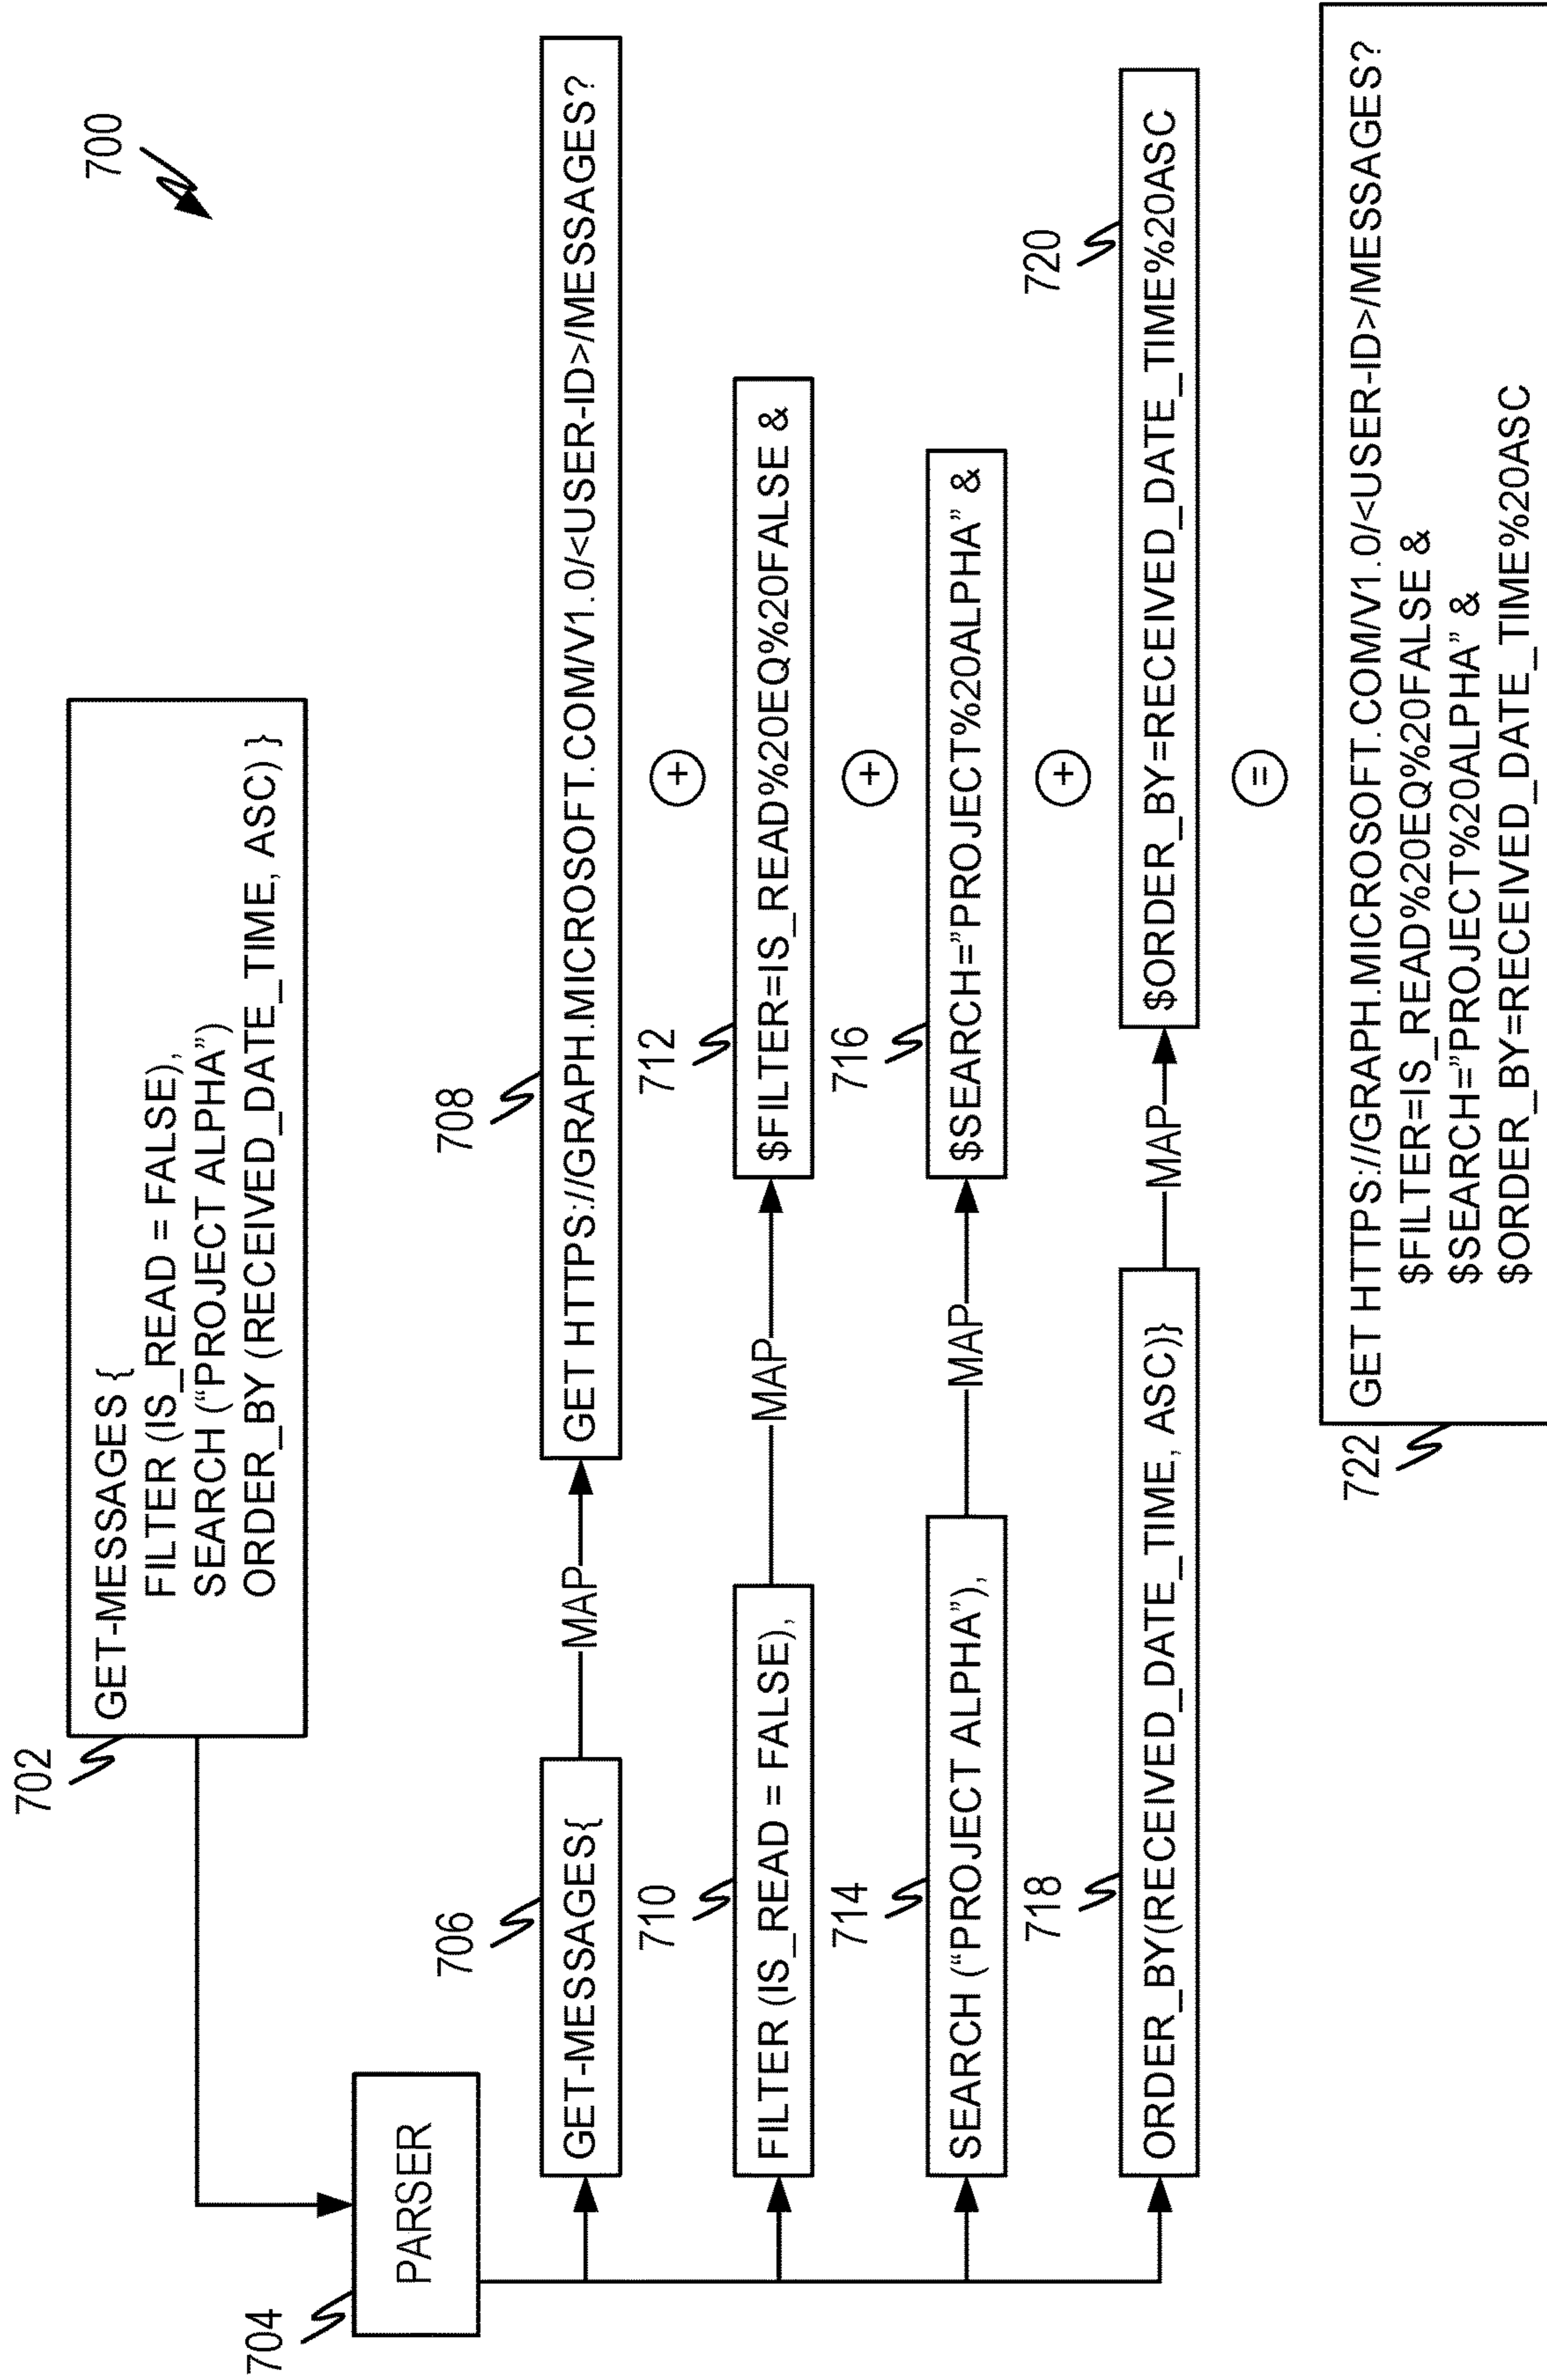 700
702
GET-MESSAGES {
FILTER (IS_READ = FALSE),
SEARCH (“PROJECT ALPHA”)
ORDER_BY (RECEIVED_DATE_TIME, ASC) }
704
PARSER
706
GET-MESSAGES{
MAP
708
GET HTTPS://GRAPH.MICROSOFT.COM/V1.0/<USER-ID>/MESSAGES?
+
710
FILTER (IS_READ = FALSE),
MAP
712
$FILTER=IS_READ%20EQ%20FALSE &
+
714
SEARCH (“PROJECT ALPHA”),
MAP
716
$SEARCH=”PROJECT%20ALPHA” &
+
718
ORDER_BY(RECEIVED_DATE_TIME, ASC)}
MAP
720
$ORDER_BY=RECEIVED_DATE_TIME%20ASC
=
722
GET HTTPS://GRAPH.MICROSOFT.COM/V1.0/<USER-ID>/MESSAGES?
$FILTER=IS_READ%20EQ%20FALSE &
$SEARCH=”PROJECT%20ALPHA” &
$ORDER_BY=RECEIVED_DATE_TIME%20ASC